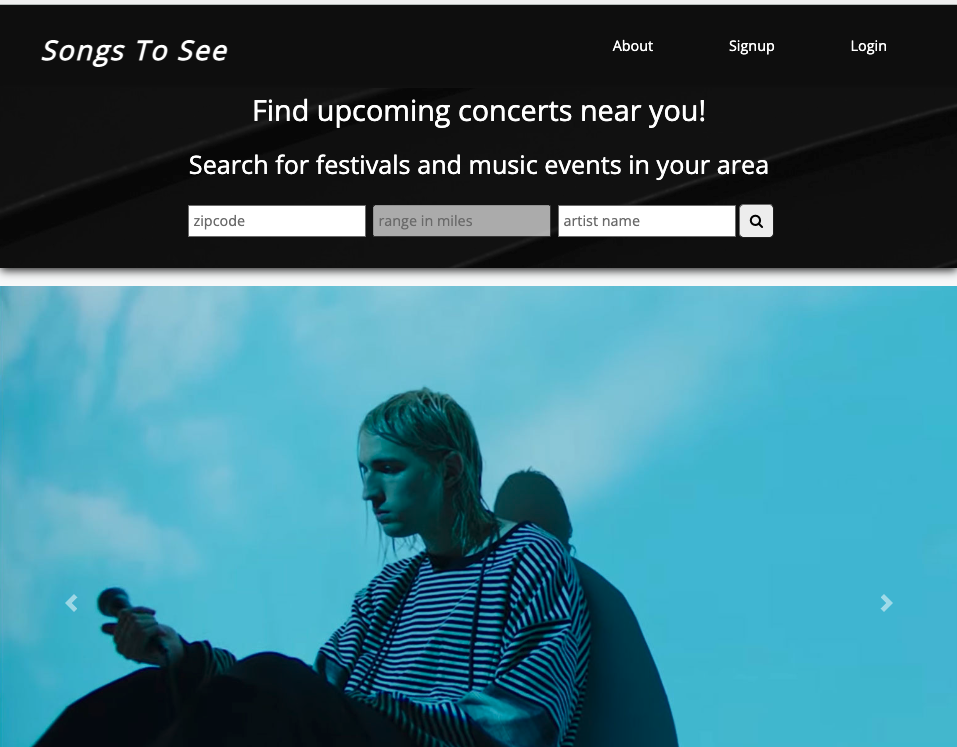 Songs To See
About Signup Login
Find upcoming concerts near you!
Search for festivals and music events in your area
zipcode range in miles artist name